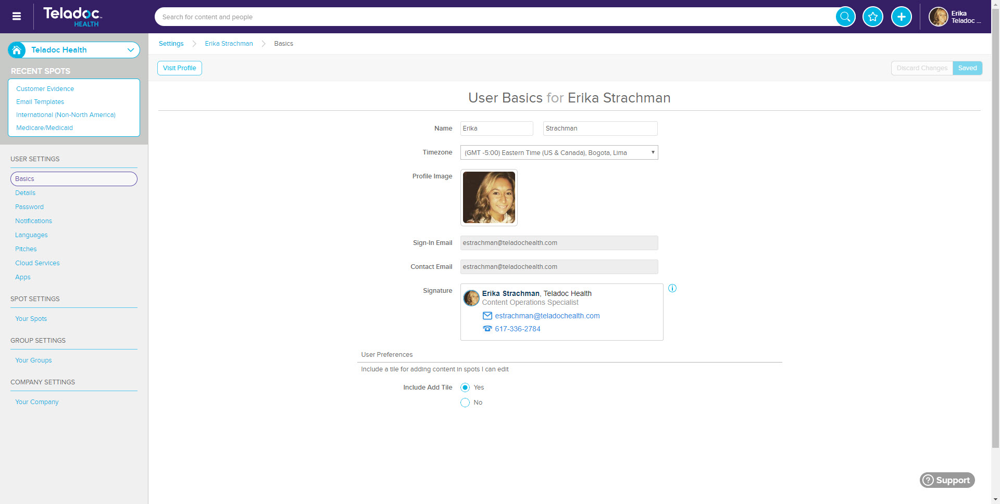 Teladoc™
HEALTH
Search for content and people
Erika
Teladoc ...
Teladoc Health
RECENT SPOTS
Customer Evidence
Email Templates
International (Non-North America)
Medicare/Medicaid
USER SETTINGS
Basics
Details
Password
Notifications
Languages
Pitches
Cloud Services
Apps
SPOT SETTINGS
Your Spots
GROUP SETTINGS
Your Groups
COMPANY SETTINGS
Your Company
Settings Erika Strachman Basics
Visit Profile
Discard Changes Saved
User Basics for Erika Strachman
Name Erika Strachman
Timezone (GMT -5:00) Eastern Time (US & Canada), Bogota, Lima
Profile Image
Sign-In Email estrachman@teladochealth.com
Contact Email estrachman@teladochealth.com
Signature
Erika Strachman, Teladoc Health
Content Operations Specialist
estrachman@teladochealth.com
617-336-2784
User Preferences
Include a tile for adding content in spots I can edit
Include Add Tile Yes
No
? Support